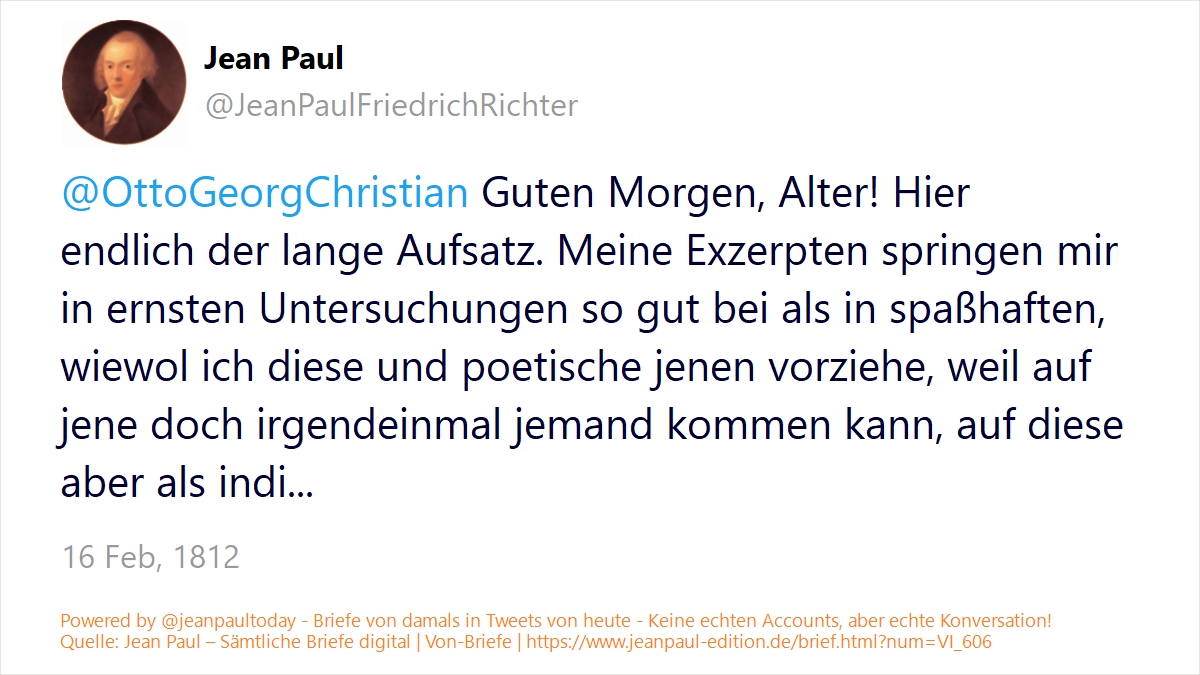 Jean Paul
@JeanPaulFriedrichRichter
@OttoGeorgChristian Guten Morgen, Alter! Hier
endlich der lange Aufsatz. Meine Exzerpten springen mir
in ernsten Untersuchungen so gut bei als in spaßhaften,
wiewol ich diese und poetische jenen vorziehe, weil auf
jene doch irgendeinmal jemand kommen kann, auf diese
aber als indi...
16 Feb, 1812
Powered by @jeanpaultoday - Briefe von damals in Tweets von heute - Keine echten Accounts, aber echte Konversation!
Quelle: Jean Paul – Sämtliche Briefe digital | Von-Briefe | https://www.jeanpaul-edition.de/brief.html?num=VI_606